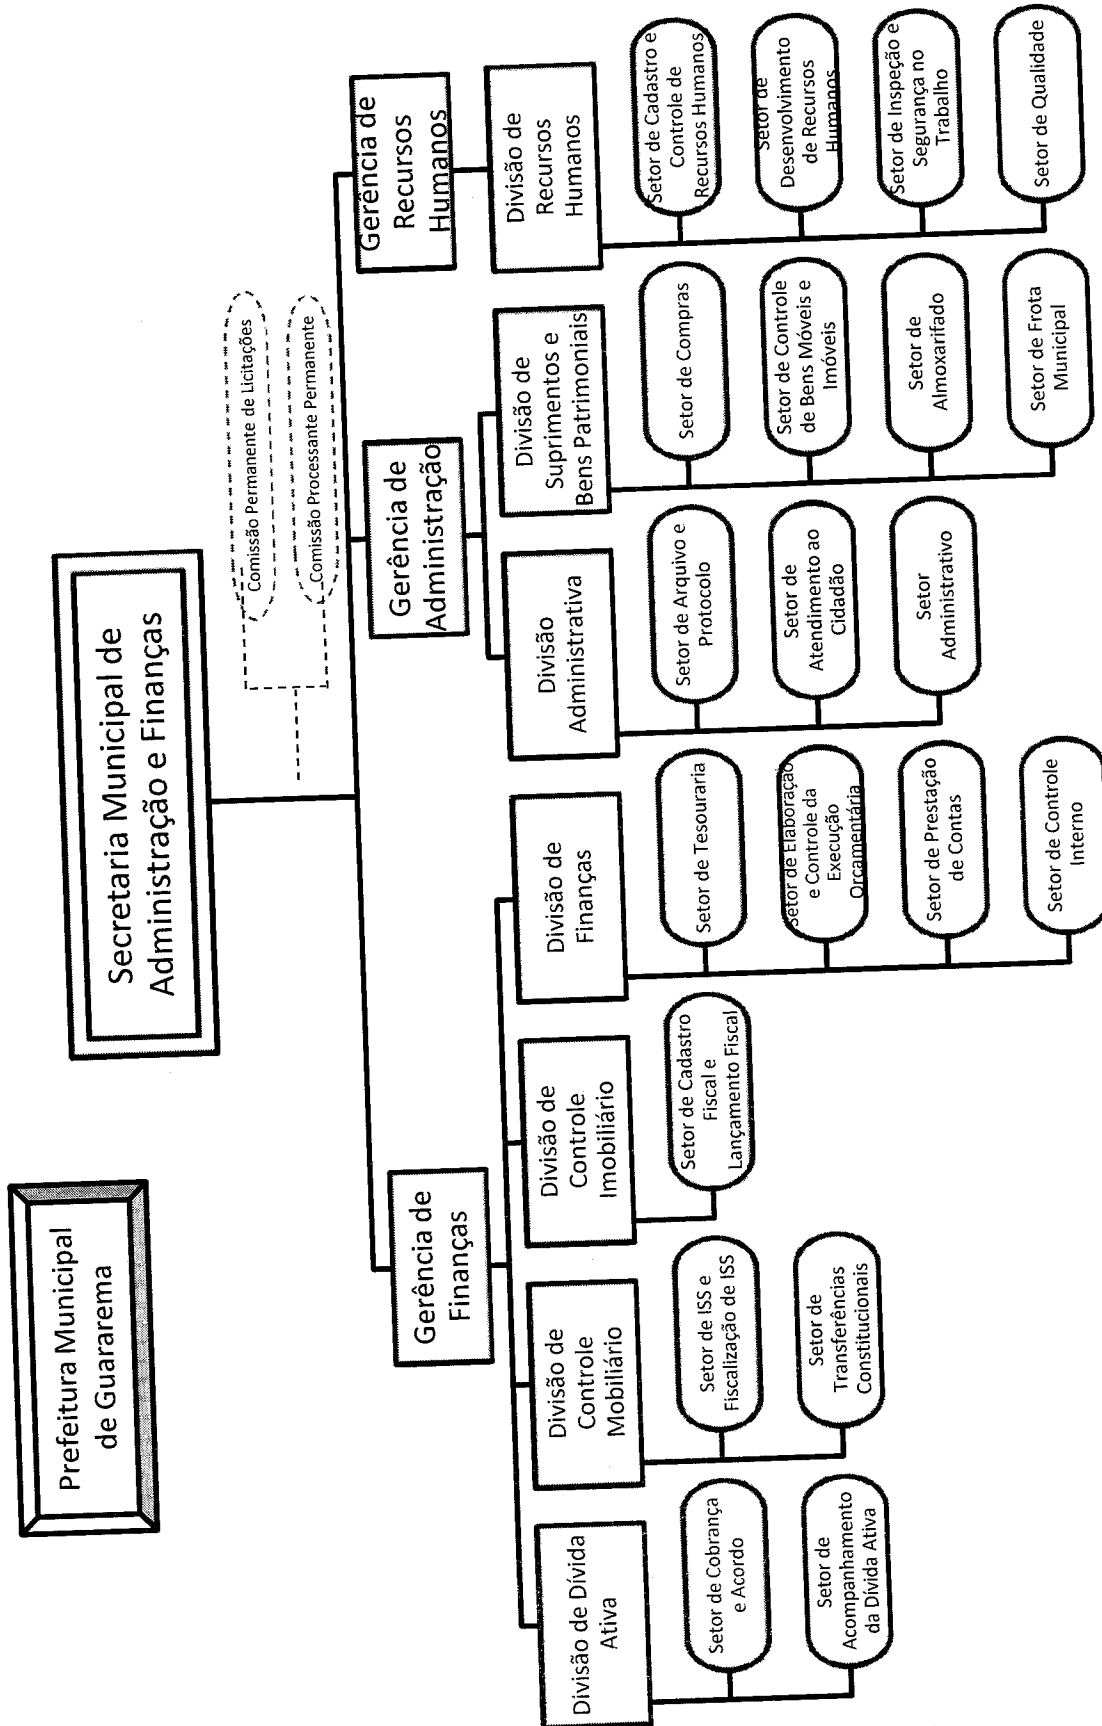 Prefeitura Municipal
de Guararema
Secretaria Municipal de
Administração e Finanças
Comissão Permanente de Licitações
Comissão Processante Permanente
Gerência de
Finanças
Gerência de
Administração
Gerência de
Recursos
Humanos
Divisão de Dívida
Ativa
Divisão de
Controle
Mobiliário
Divisão de
Controle
Imobiliário
Divisão de
Finanças
Divisão
Administrativa
Divisão de
Suprimentos e
Bens Patrimoniais
Divisão de
Recursos
Humanos
Setor de Cobrança
e Acordo
Setor de
Acompanhamento
da Dívida Ativa
Setor de ISS e
Fiscalização de ISS
Setor de
Transferências
Constitucionais
Setor de Cadastro
Fiscal e
Lançamento Fiscal
Setor de Tesouraria
Setor de Elaboração
e Controle da
Execução
Orçamentária
Setor de Prestação
de Contas
Setor de Controle
Interno
Setor de Arquivo e
Protocolo
Setor de
Atendimento ao
Cidadão
Setor
Administrativo
Setor de Compras
Setor de Controle
de Bens Móveis e
Imóveis
Setor de
Almoxarifado
Setor de Frota
Municipal
Setor de Cadastro e
Controle de
Recursos Humanos
Setor de
Desenvolvimento
de Recursos
Humanos
Setor de Inspeção e
Segurança no
Trabalho
Setor de Qualidade